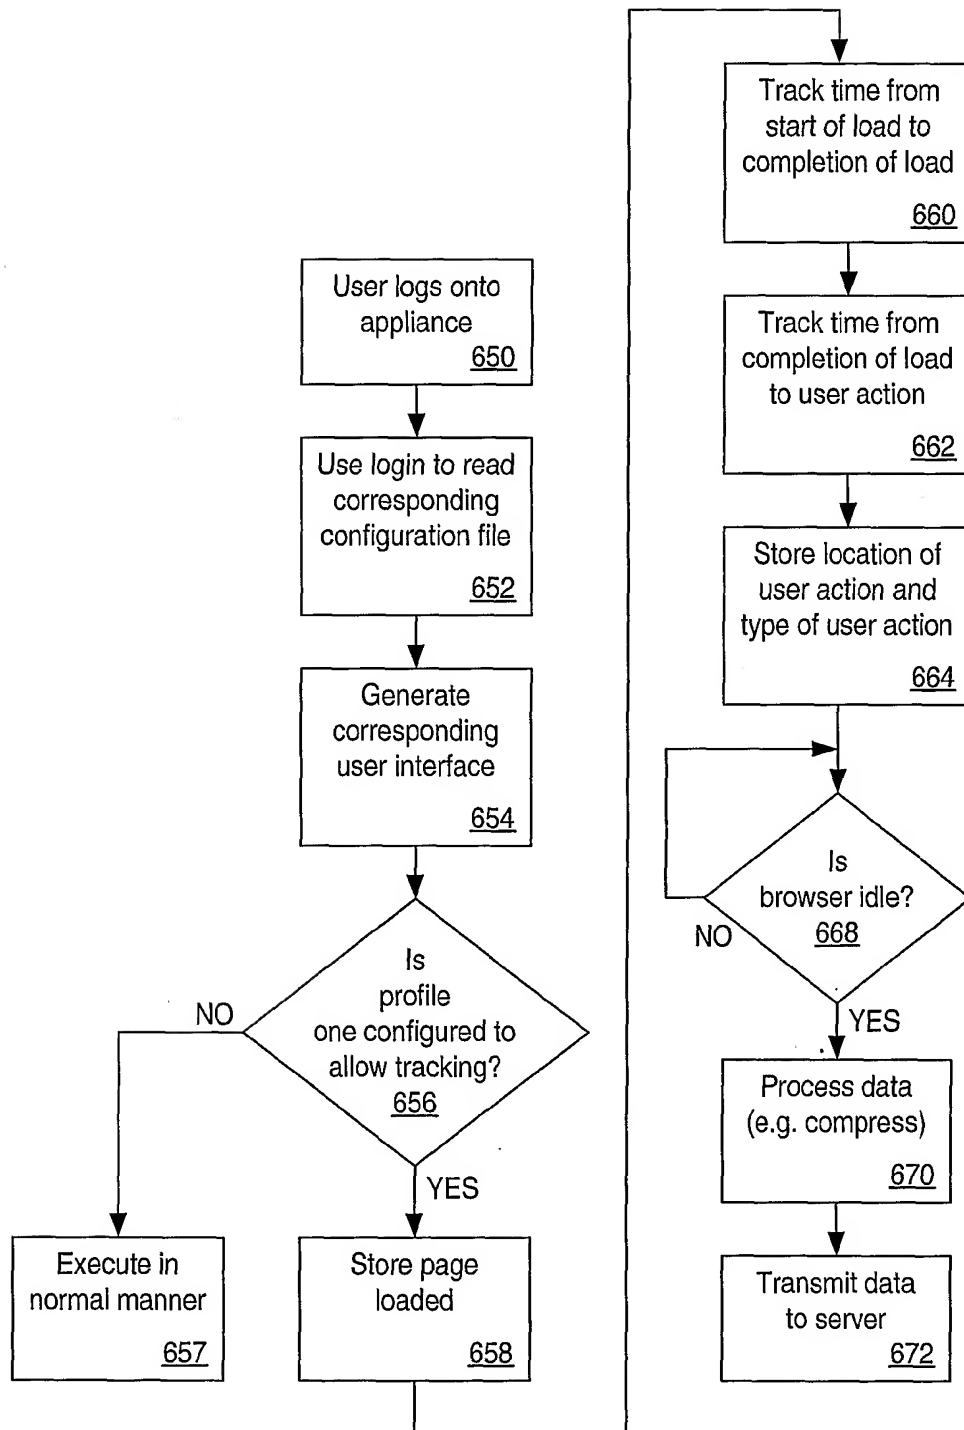 User logs onto
appliance
650
Use login to read
corresponding
configuration file
652
Generate
corresponding
user interface
654
Is
profile
one configured to
allow tracking?
656
NO
YES
Execute in
normal manner
657
Store page
loaded
658
Track time from
start of load to
completion of load
660
Track time from
completion of load
to user action
662
Store location of
user action and
type of user action
664
Is
browser idle?
668
NO
YES
Process data
(e.g. compress)
670
Transmit data
to server
672